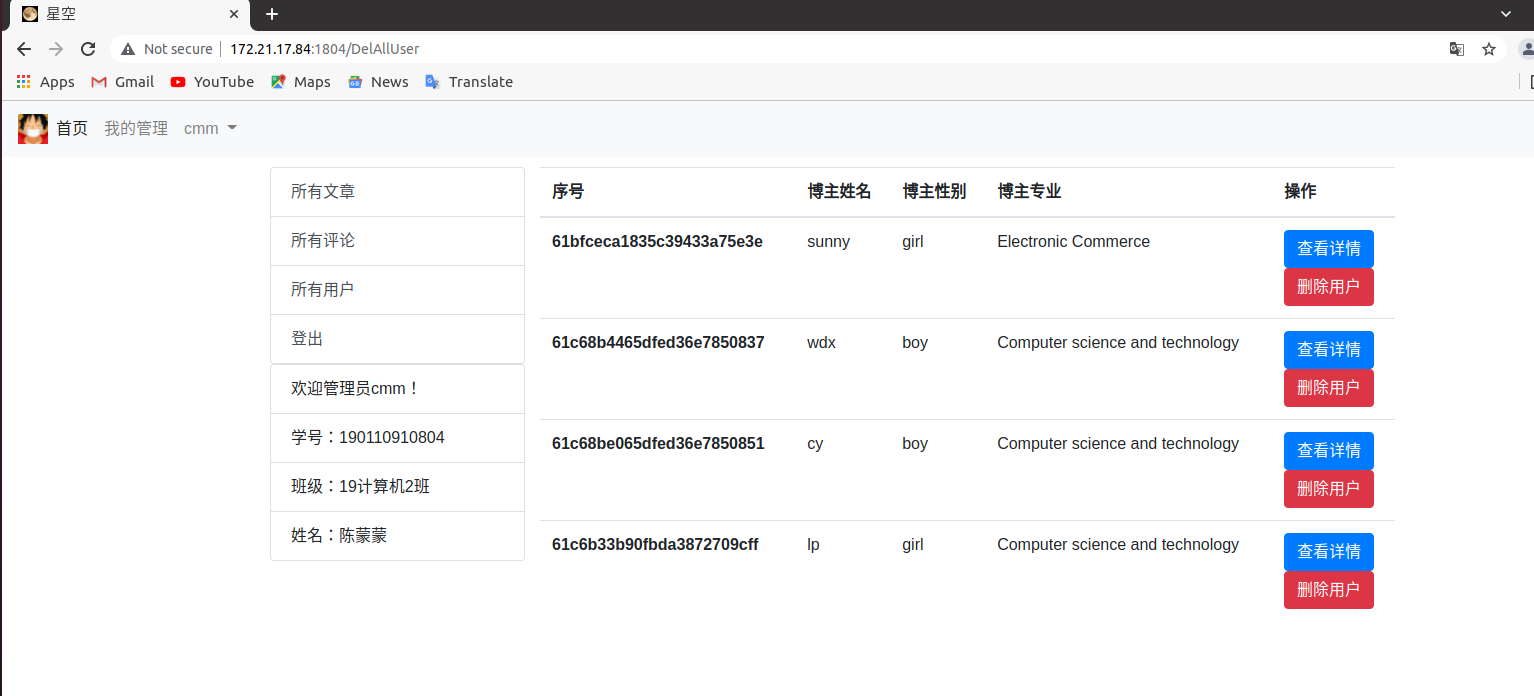 星空
Not secure 172.21.17.84:1804/DelAllUser
Apps Gmail YouTube Maps News Translate
首页 我的管理 cmm
所有文章
所有评论
所有用户
登出
欢迎管理员cmm！
学号：190110910804
班级：19计算机2班
姓名：陈蒙蒙
序号 博主姓名 博主性别 博主专业 操作
61bfceca1835c39433a75e3e sunny girl Electronic Commerce 查看详情
删除用户
61c68b4465dfed36e7850837 wdx boy Computer science and technology 查看详情
删除用户
61c68be065dfed36e7850851 cy boy Computer science and technology 查看详情
删除用户
61c6b33b90fbda3872709cff lp girl Computer science and technology 查看详情
删除用户